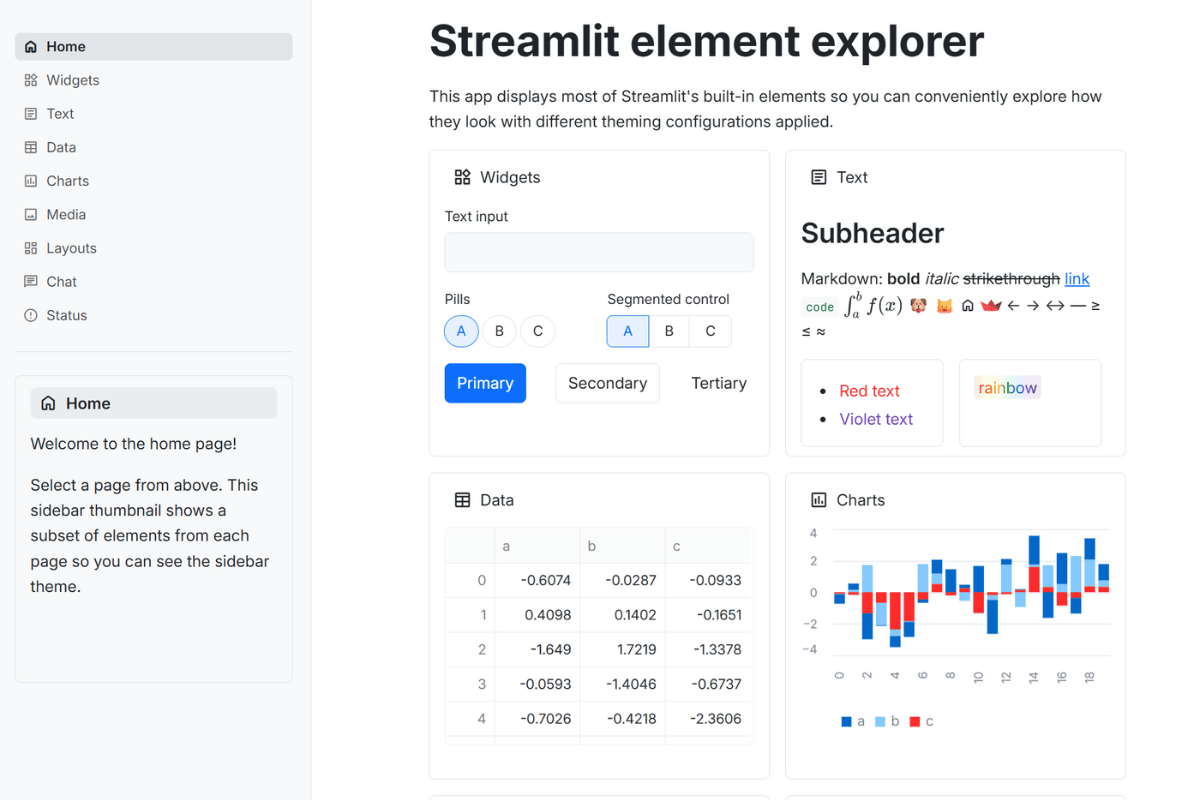 Home
Widgets
Text
Data
Charts
Media
Layouts
Chat
Status
Home
Welcome to the home page!
Select a page from above. This
sidebar thumbnail shows a
subset of elements from each
page so you can see the sidebar
theme.
Streamlit element explorer
This app displays most of Streamlit's built-in elements so you can conveniently explore how
they look with different theming configurations applied.
Widgets
Text input
Pills
A B C
Segmented control
A B C
Primary Secondary Tertiary
Text
Subheader
Markdown: bold italic strikethrough link
code ∫ₐᵇ f(x) 🐶 😸 ← → ↔ — ≥
≤ ≈
• Red text
• Violet text
rainbow
Data
a b c
0 -0.6074 -0.0287 -0.0933
1 0.4098 0.1402 -0.1651
2 -1.649 1.7219 -1.3378
3 -0.0593 -1.4046 -0.6737
4 -0.7026 -0.4218 -2.3606
Charts
4
2
0
−2
−4
0 2 4 6 8 10 12 14 16 18
a b c